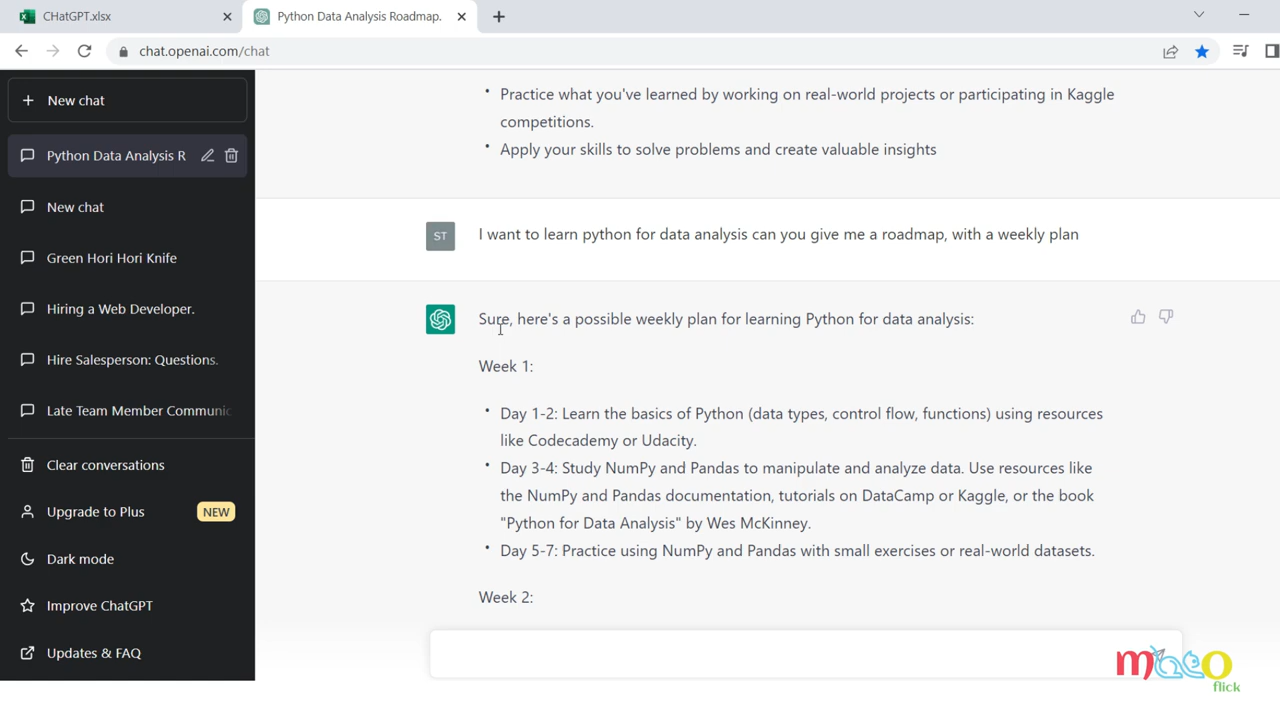 CHatGPT.xlsx
Python Data Analysis Roadmap.
chat.openai.com/chat
New chat
Python Data Analysis R
New chat
Green Hori Hori Knife
Hiring a Web Developer.
Hire Salesperson: Questions.
Late Team Member Communic
Clear conversations
Upgrade to Plus NEW
Dark mode
Improve ChatGPT
Updates & FAQ
• Practice what you've learned by working on real-world projects or participating in Kaggle
competitions.
• Apply your skills to solve problems and create valuable insights
ST I want to learn python for data analysis can you give me a roadmap, with a weekly plan
Sure, here's a possible weekly plan for learning Python for data analysis:
Week 1:
• Day 1-2: Learn the basics of Python (data types, control flow, functions) using resources
like Codecademy or Udacity.
• Day 3-4: Study NumPy and Pandas to manipulate and analyze data. Use resources like
the NumPy and Pandas documentation, tutorials on DataCamp or Kaggle, or the book
"Python for Data Analysis" by Wes McKinney.
• Day 5-7: Practice using NumPy and Pandas with small exercises or real-world datasets.
Week 2:
flick